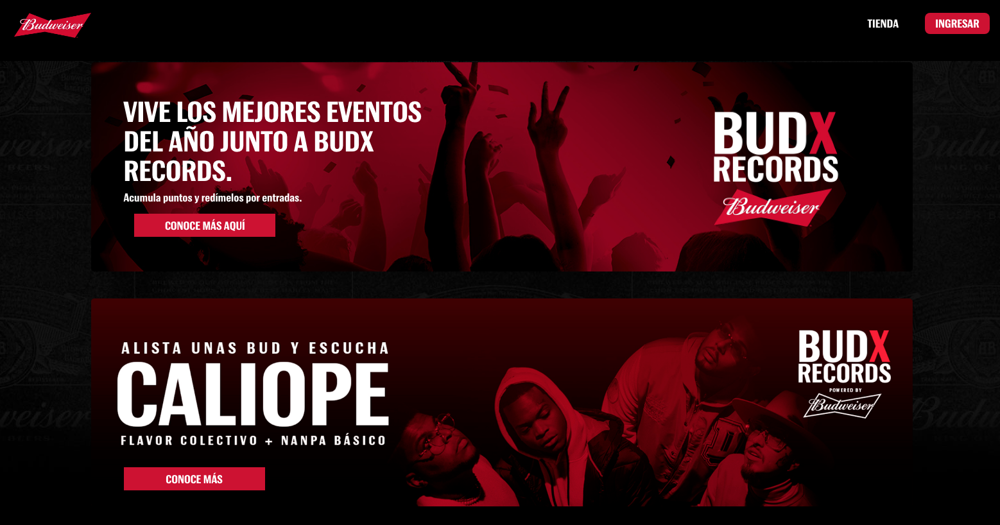 Budweiser
TIENDA
INGRESAR
VIVE LOS MEJORES EVENTOS
DEL AÑO JUNTO A BUDX
RECORDS.
Acumula puntos y redímelos por entradas.
CONOCE MÁS AQUÍ
BUDX
RECORDS
Budweiser
ALISTA UNAS BUD Y ESCUCHA
CALIOPE
FLAVOR COLECTIVO + NANPA BÁSICO
CONOCE MÁS
BUDX
RECORDS
POWERED BY
Budweiser